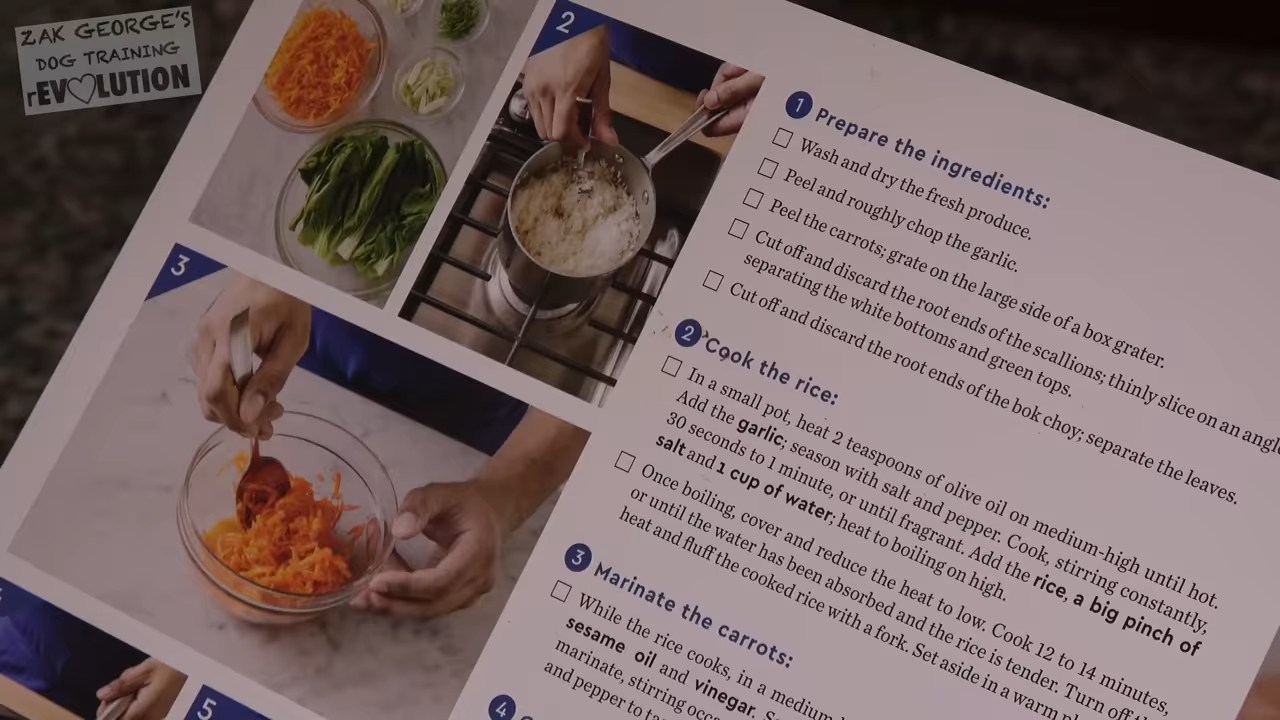 ZAK GEORGE'S
DOG TRAINING
rEVOLUTION
2
3
5
1 Prepare the ingredients:
Wash and dry the fresh produce.
Peel and roughly chop the garlic.
Peel the carrots; grate on the large side of a box grater.
Cut off and discard the root ends of the scallions; thinly slice on an angle
separating the white bottoms and green tops.
Cut off and discard the root ends of the bok choy; separate the leaves.
2 Cook the rice:
In a small pot, heat 2 teaspoons of olive oil on medium-high until hot.
Add the garlic; season with salt and pepper. Cook, stirring constantly,
30 seconds to 1 minute, or until fragrant. Add the rice, a big pinch of
salt and 1 cup of water; heat to boiling on high.
Once boiling, cover and reduce the heat to low. Cook 12 to 14 minutes,
or until the water has been absorbed and the rice is tender. Turn off the
heat and fluff the cooked rice with a fork. Set aside in a warm
3 Marinate the carrots:
While the rice cooks, in a medium
sesame oil and vinegar.
marinate, stirring
and pepper to
4